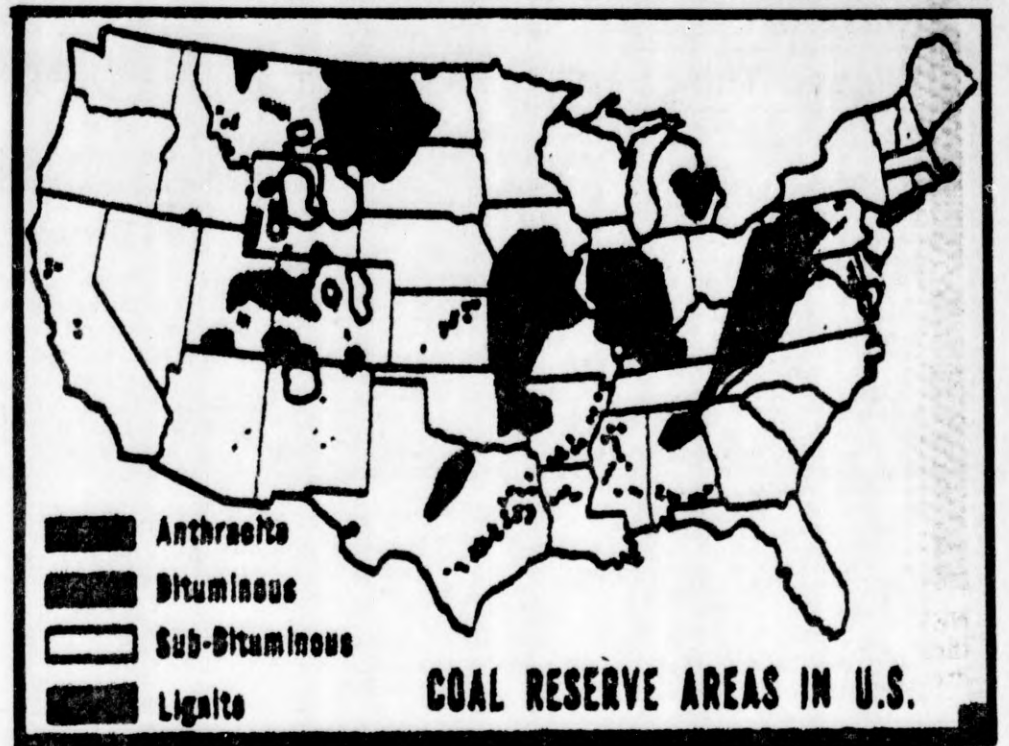 Anthracite
Bituminous
Sub-Bituminous
Lignite
COAL RESERVE AREAS IN U.S.